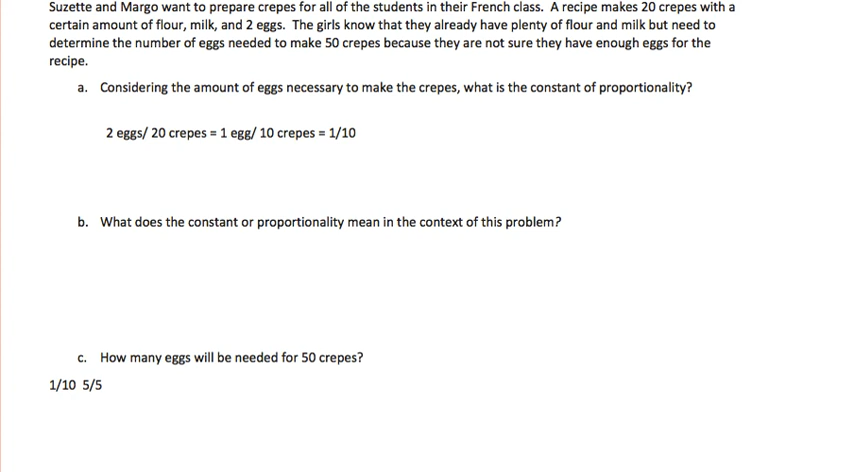 Suzette and Margo want to prepare crepes for all of the students in their French class.  A recipe makes 20 crepes with a
certain amount of flour, milk, and 2 eggs.  The girls know that they already have plenty of flour and milk but need to
determine the number of eggs needed to make 50 crepes because they are not sure they have enough eggs for the
recipe.
a.  Considering the amount of eggs necessary to make the crepes, what is the constant of proportionality?
2 eggs/ 20 crepes = 1 egg/ 10 crepes = 1/10
b.  What does the constant or proportionality mean in the context of this problem?
c.  How many eggs will be needed for 50 crepes?
1/10  5/5